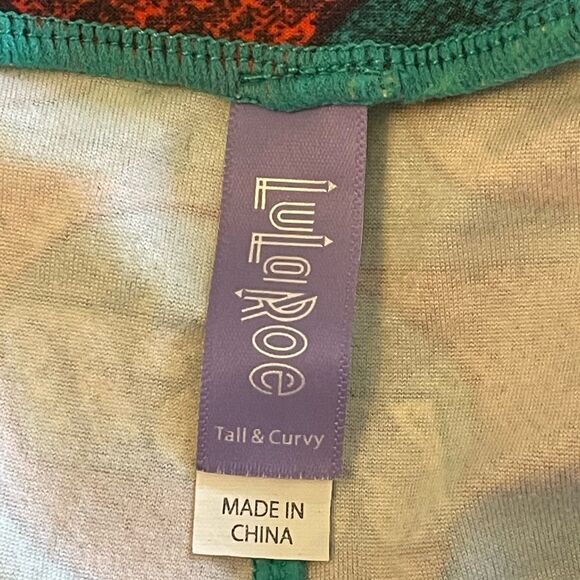 LuLaRoe
Tall & Curvy
MADE IN
CHINA